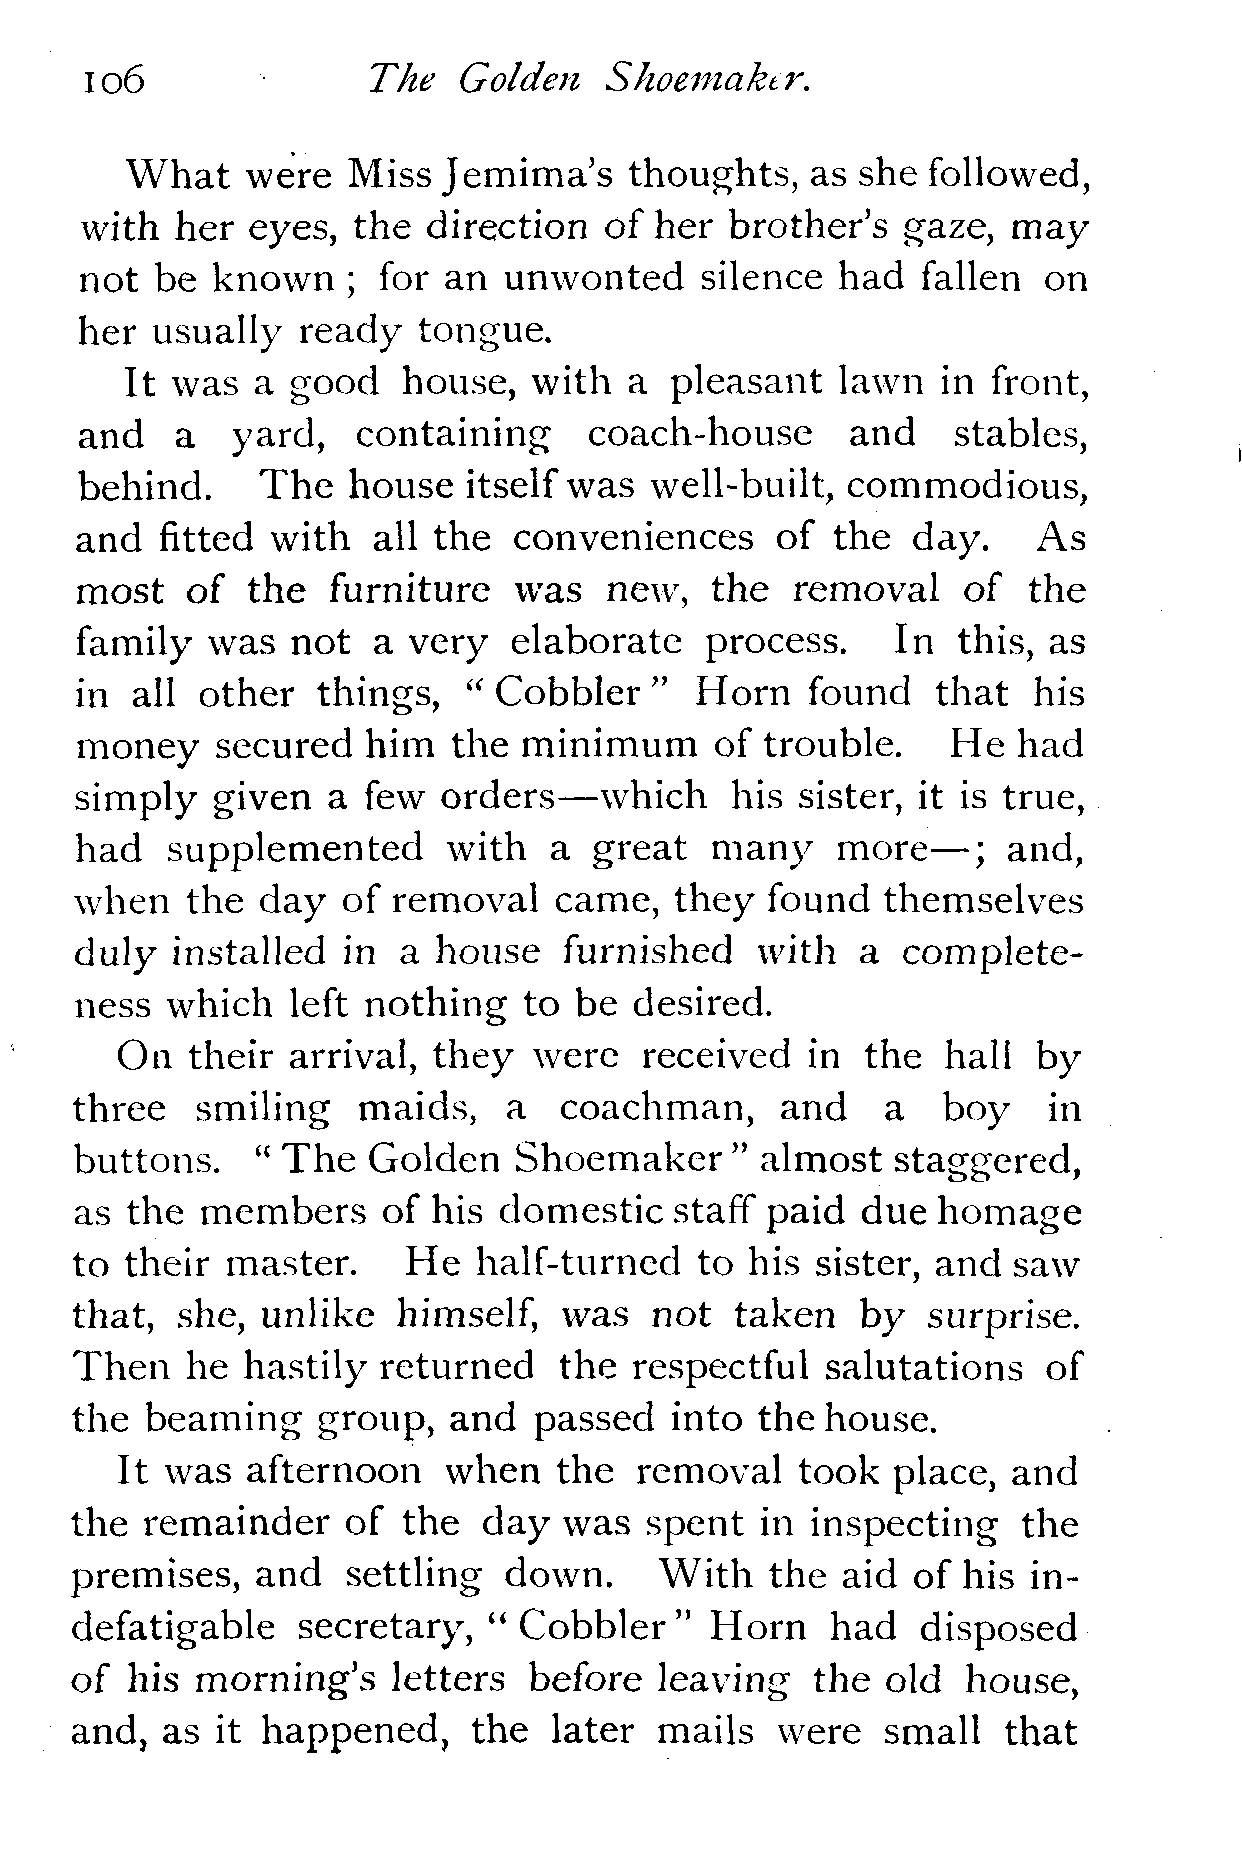 106 The Golden Shoemaker.
What were Miss Jemima's thoughts, as she followed,
with her eyes, the direction of her brother's gaze, may
not be known ; for an unwonted silence had fallen on
her usually ready tongue.
It was a good house, with a pleasant lawn in front,
and a yard, containing coach-house and stables,
behind. The house itself was well-built, commodious,
and fitted with all the conveniences of the day. As
most of the furniture was new, the removal of the
family was not a very elaborate process. In this, as
in all other things, " Cobbler " Horn found that his
money secured him the minimum of trouble. He had
simply given a few orders—which his sister, it is true,
had supplemented with a great many more—; and,
when the day of removal came, they found themselves
duly installed in a house furnished with a complete-
ness which left nothing to be desired.
On their arrival, they were received in the hall by
three smiling maids, a coachman, and a boy in
buttons. " The Golden Shoemaker " almost staggered,
as the members of his domestic staff paid due homage
to their master. He half-turned to his sister, and saw
that, she, unlike himself, was not taken by surprise.
Then he hastily returned the respectful salutations of
the beaming group, and passed into the house.
It was afternoon when the removal took place, and
the remainder of the day was spent in inspecting the
premises, and settling down. With the aid of his in-
defatigable secretary, " Cobbler " Horn had disposed
of his morning's letters before leaving the old house,
and, as it happened, the later mails were small that